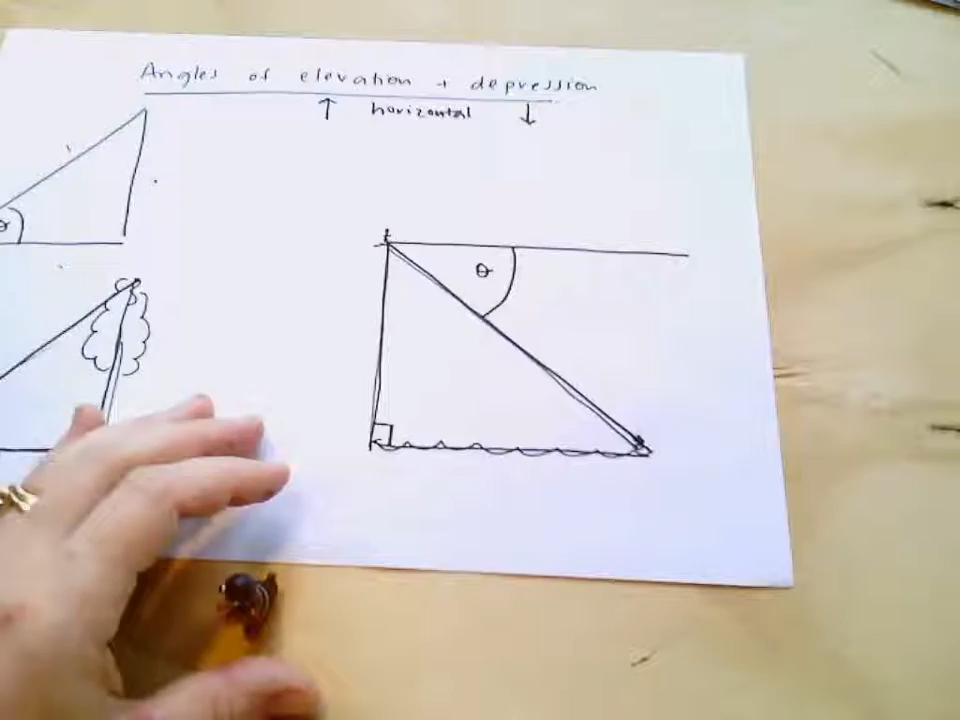 Angles of elevation + depression
↑ horizontal ↓
θ
θ